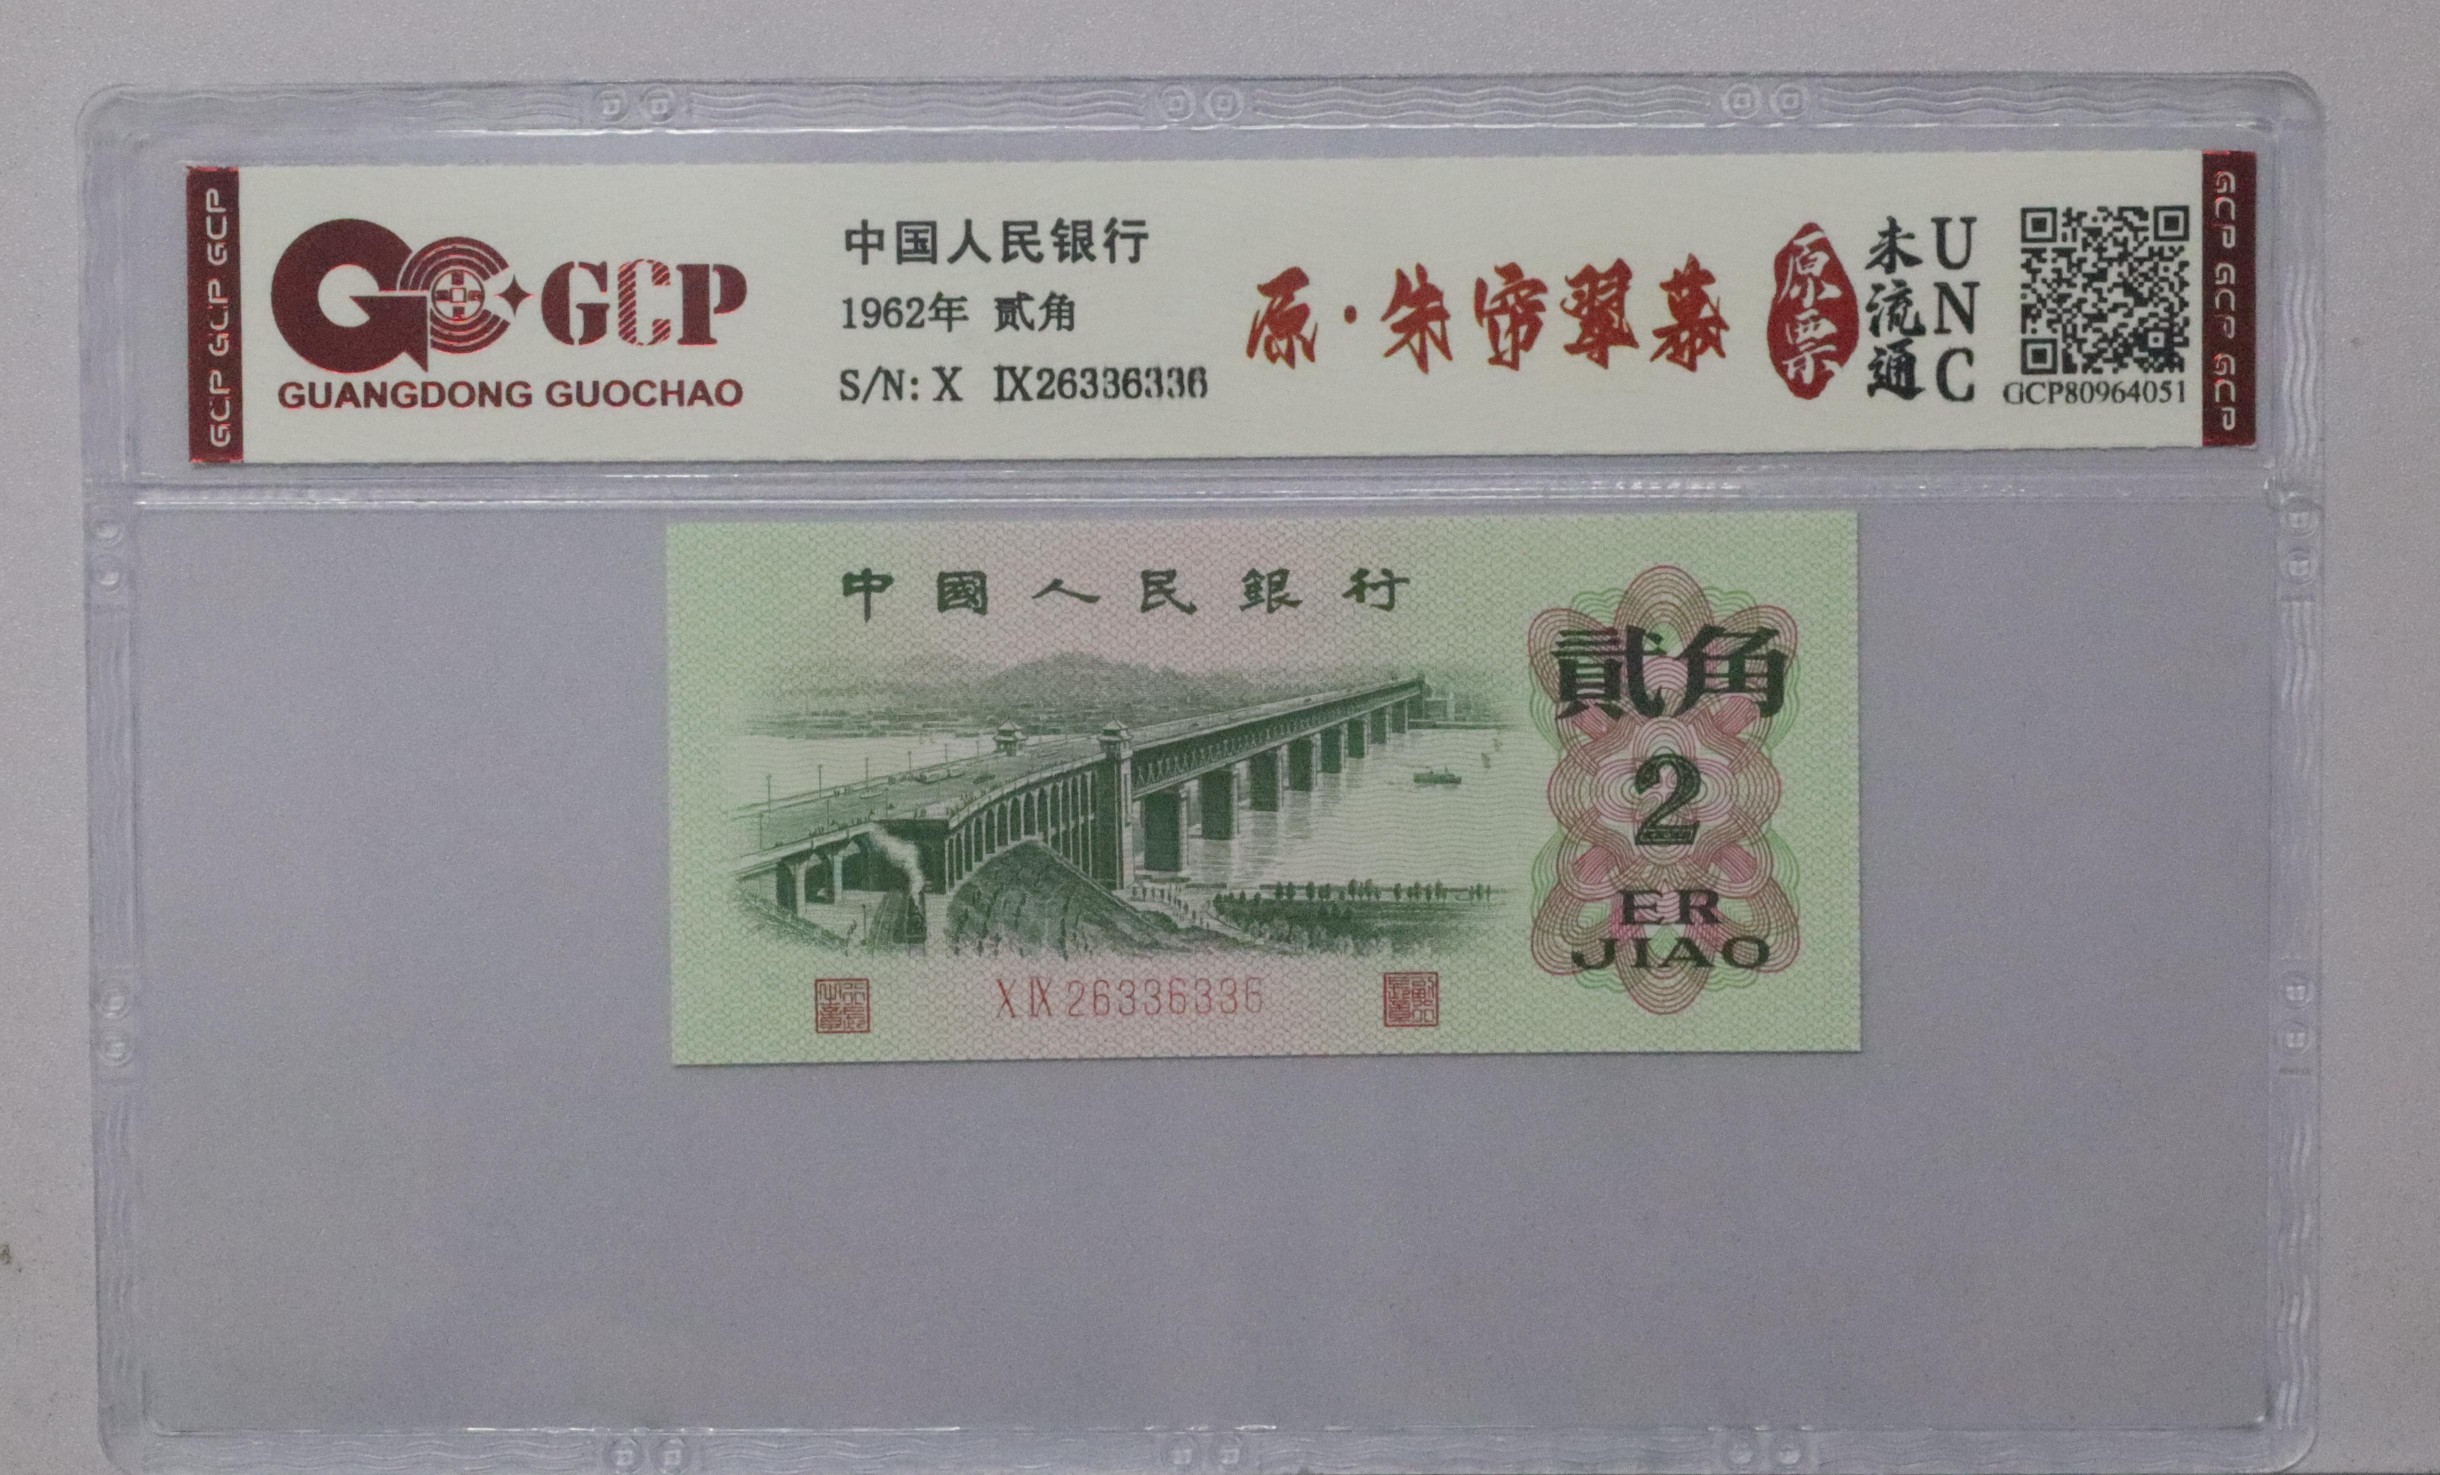 GCP GCP GCP
GCP
GUANGDONG GUOCHAO
中国人民银行
1962年 贰角
S/N: X IX26336336
原·朱帘翠幕
原票
未流通
UNC
GCP80964051
GCP GCP GCP
中國人民銀行
貳角
2
ER
JIAO
X IX 26336336